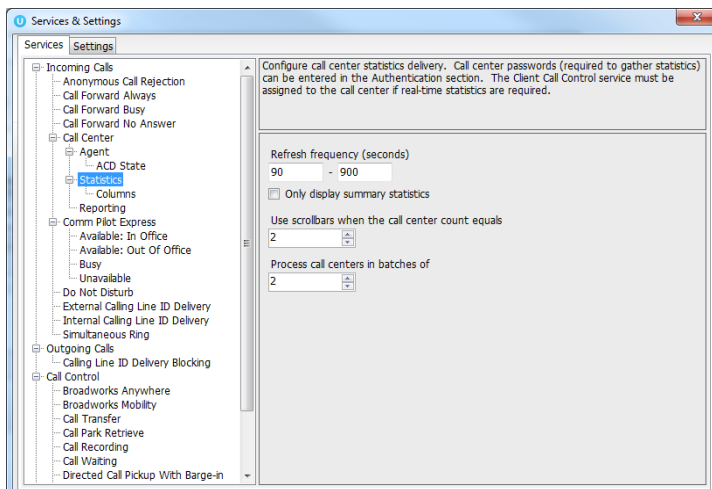 Services & Settings
Services Settings
Incoming Calls
Anonymous Call Rejection
Call Forward Always
Call Forward Busy
Call Forward No Answer
Call Center
Agent
ACD State
Statistics
Columns
Reporting
Comm Pilot Express
Available: In Office
Available: Out Of Office
Busy
Unavailable
Do Not Disturb
External Calling Line ID Delivery
Internal Calling Line ID Delivery
Simultaneous Ring
Outgoing Calls
Calling Line ID Delivery Blocking
Call Control
Broadworks Anywhere
Broadworks Mobility
Call Transfer
Call Park Retrieve
Call Recording
Call Waiting
Directed Call Pickup With Barge-in
Configure call center statistics delivery. Call center passwords (required to gather statistics)
can be entered in the Authentication section. The Client Call Control service must be
assigned to the call center if real-time statistics are required.
Refresh frequency (seconds)
90 - 900
Only display summary statistics
Use scrollbars when the call center count equals
2
Process call centers in batches of
2